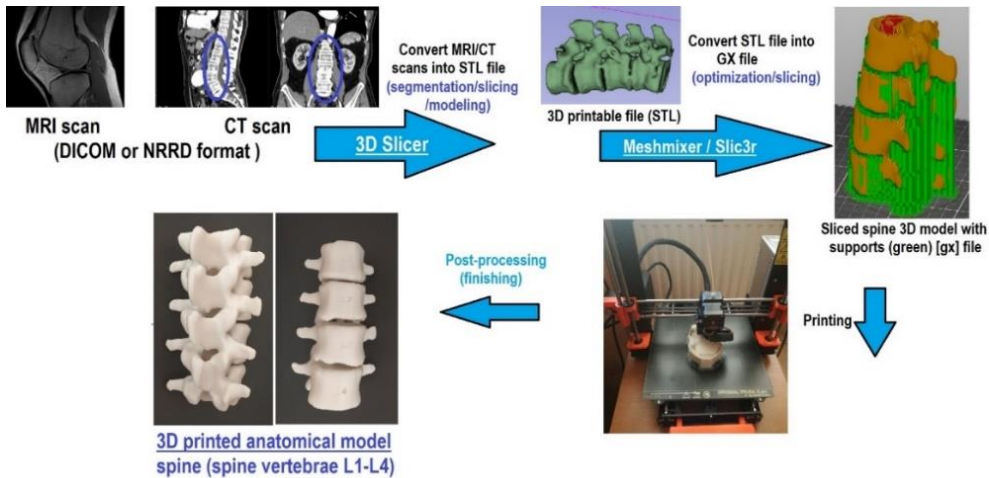 MRI scan
CT scan
(DICOM or NRRD format )
Convert MRI/CT
scans into STL file
(segmentation/slicing
/modeling)
3D Slicer
3D printable file (STL)
Convert STL file into
GX file
(optimization/slicing)
Meshmixer / Slic3r
Sliced spine 3D model with
supports (green) [gx] file
Printing
Post-processing
(finishing)
3D printed anatomical model
spine (spine vertebrae L1-L4)